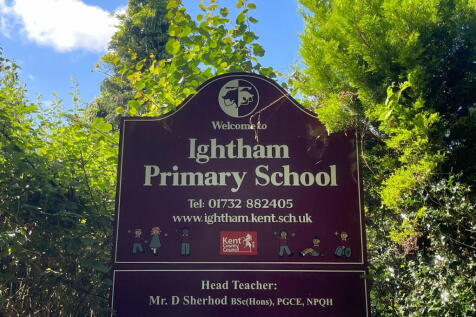 Welcome to
Ightham
Primary School
Tel: 01732 882405
www.ightham.kent.sch.uk
Kent
County
Council
Head Teacher:
Mr. D Sherhod BSc(Hons), PGCE, NPQH